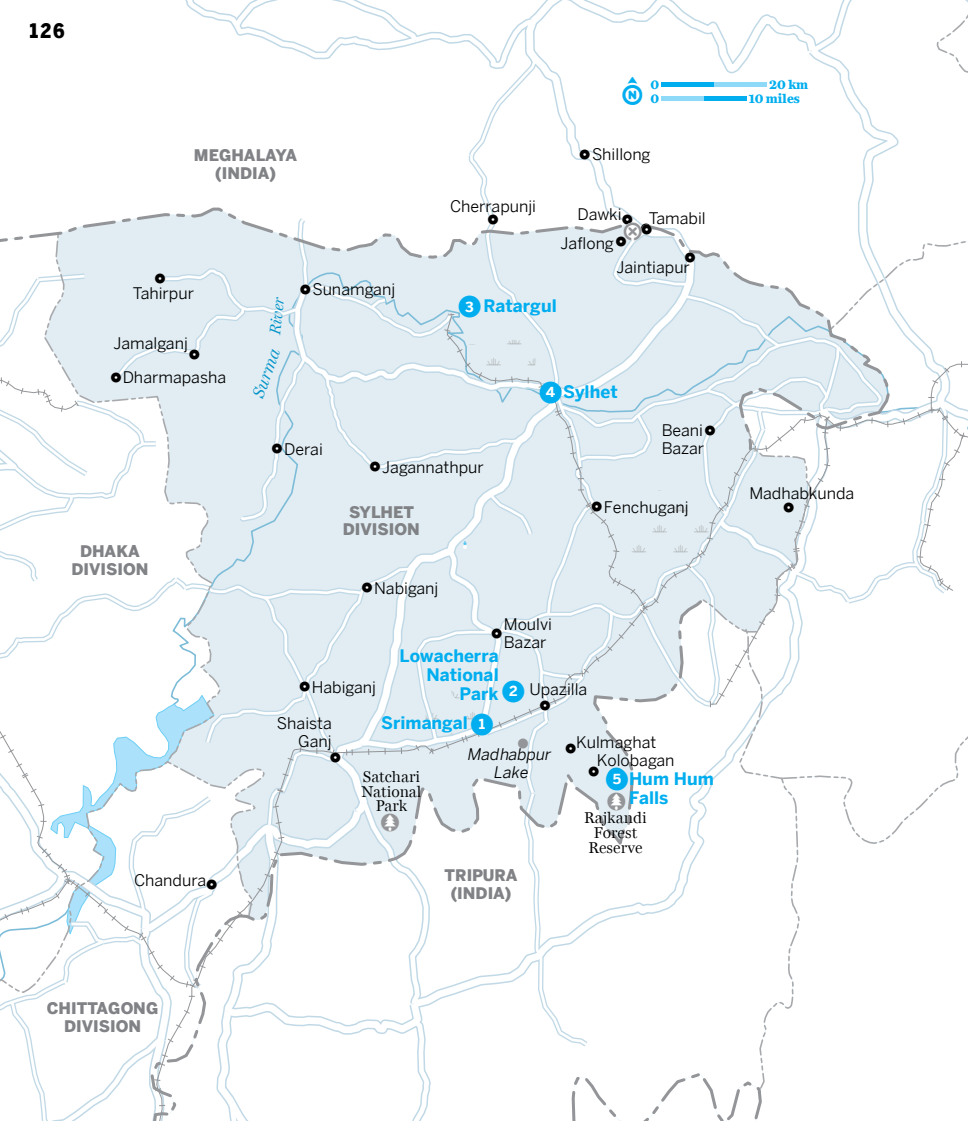 126
0 20 km
N
0 10 miles
MEGHALAYA
(INDIA)
Shillong
Cherrapunji
Dawki
Tamabil
Jaflong
Jaintiapur
Tahirpur
Sunamganj
3 Ratargul
Surma River
Jamalganj
Dharmapasha
4 Sylhet
Beani
Bazar
Derai
Jagannathpur
Madhabkunda
Fenchuganj
SYLHET
DIVISION
DHAKA
DIVISION
Nabiganj
Moulvi
Bazar
Lowacherra
National
Park 2
Upazilla
Habiganj
Srimangal 1
Shaista
Ganj
Madhabpur
Lake
Kulmaghat
Kolobagan
5 Hum Hum
Falls
Satchari
National
Park
Rajkandi
Forest
Reserve
TRIPURA
(INDIA)
Chandura
CHITTAGONG
DIVISION